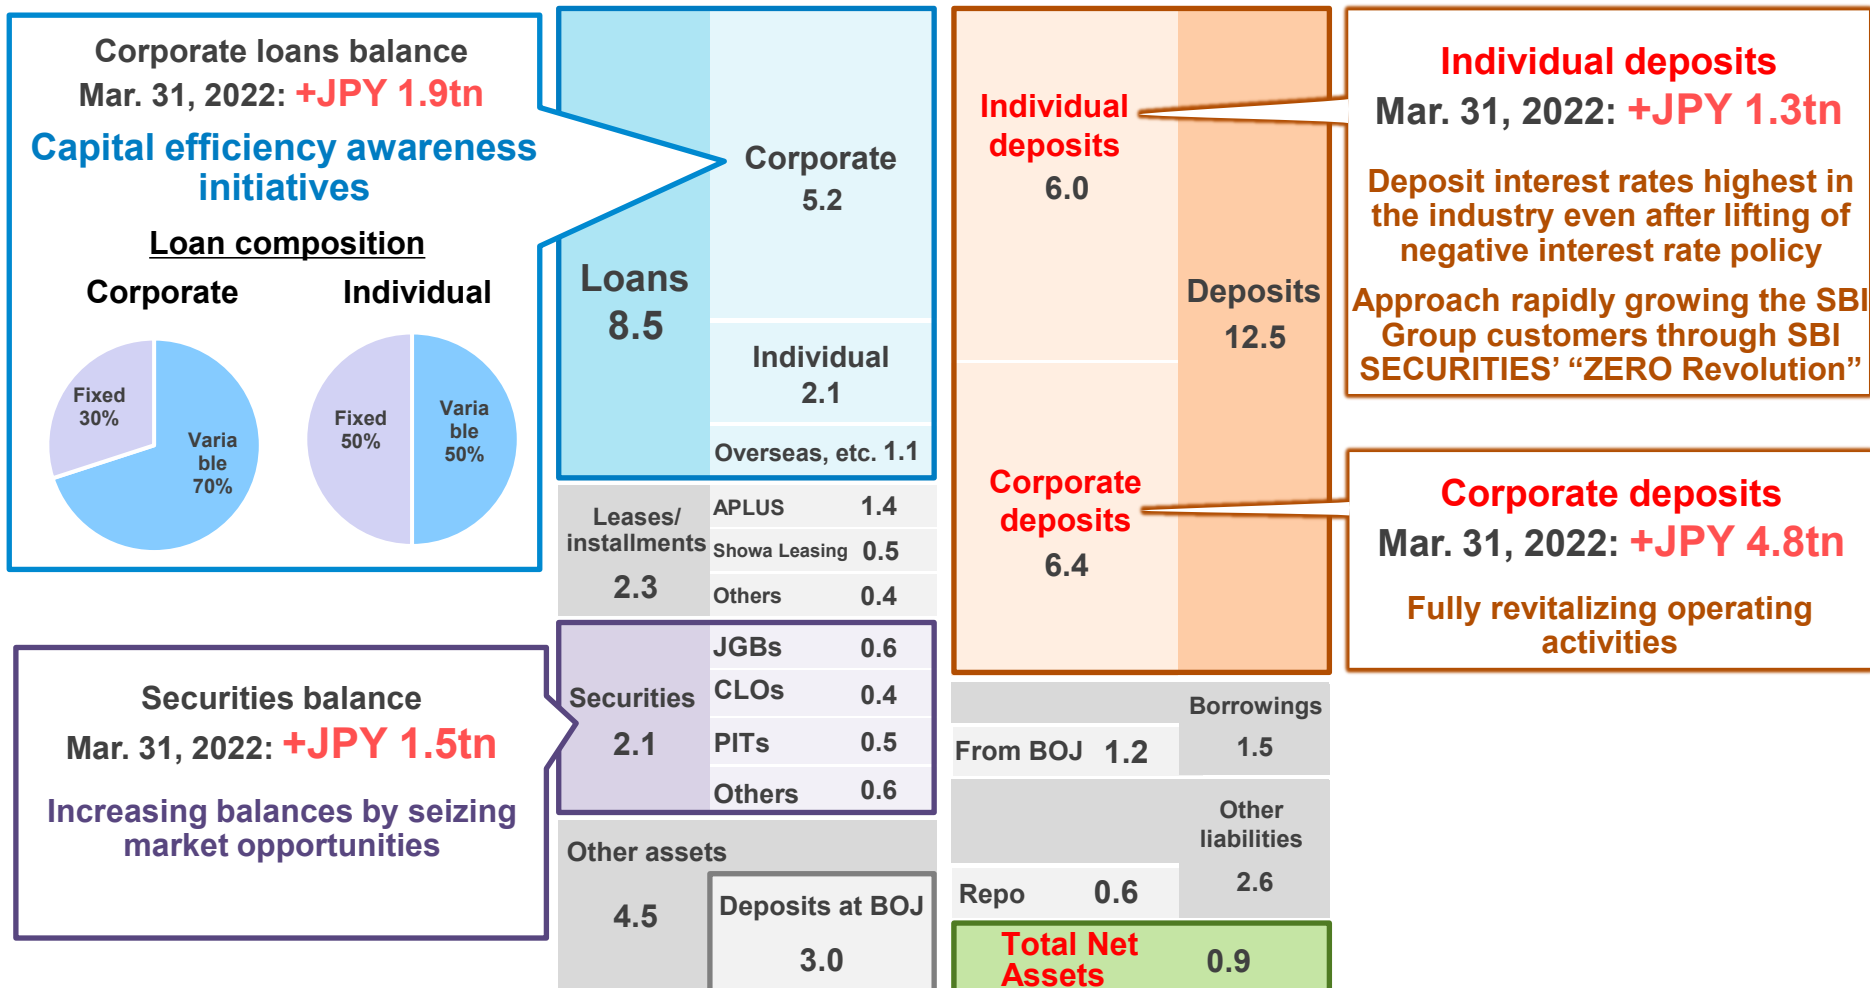 Corporate loans balance
Mar. 31, 2022: +JPY 1.9tn
Capital efficiency awareness
initiatives
Loan composition
Corporate
Individual
Fixed
30%
Varia
ble
70%
Fixed
50%
Varia
ble
50%
Securities balance
Mar. 31, 2022: +JPY 1.5tn
Increasing balances by seizing
market opportunities
Loans
8.5
Corporate
5.2
Individual
2.1
Overseas, etc. 1.1
Leases/
installments
2.3
APLUS 1.4
Showa Leasing 0.5
Others 0.4
Securities
2.1
JGBs 0.6
CLOs 0.4
PITs 0.5
Others 0.6
Other assets
4.5
Deposits at BOJ
3.0
Individual
deposits
6.0
Corporate
deposits
6.4
Deposits
12.5
Borrowings
1.5
From BOJ 1.2
Other
liabilities
2.6
Repo 0.6
Total Net
Assets
0.9
Individual deposits
Mar. 31, 2022: +JPY 1.3tn
Deposit interest rates highest in
the industry even after lifting of
negative interest rate policy
Approach rapidly growing the SBI
Group customers through SBI
SECURITIES’ “ZERO Revolution”
Corporate deposits
Mar. 31, 2022: +JPY 4.8tn
Fully revitalizing operating
activities